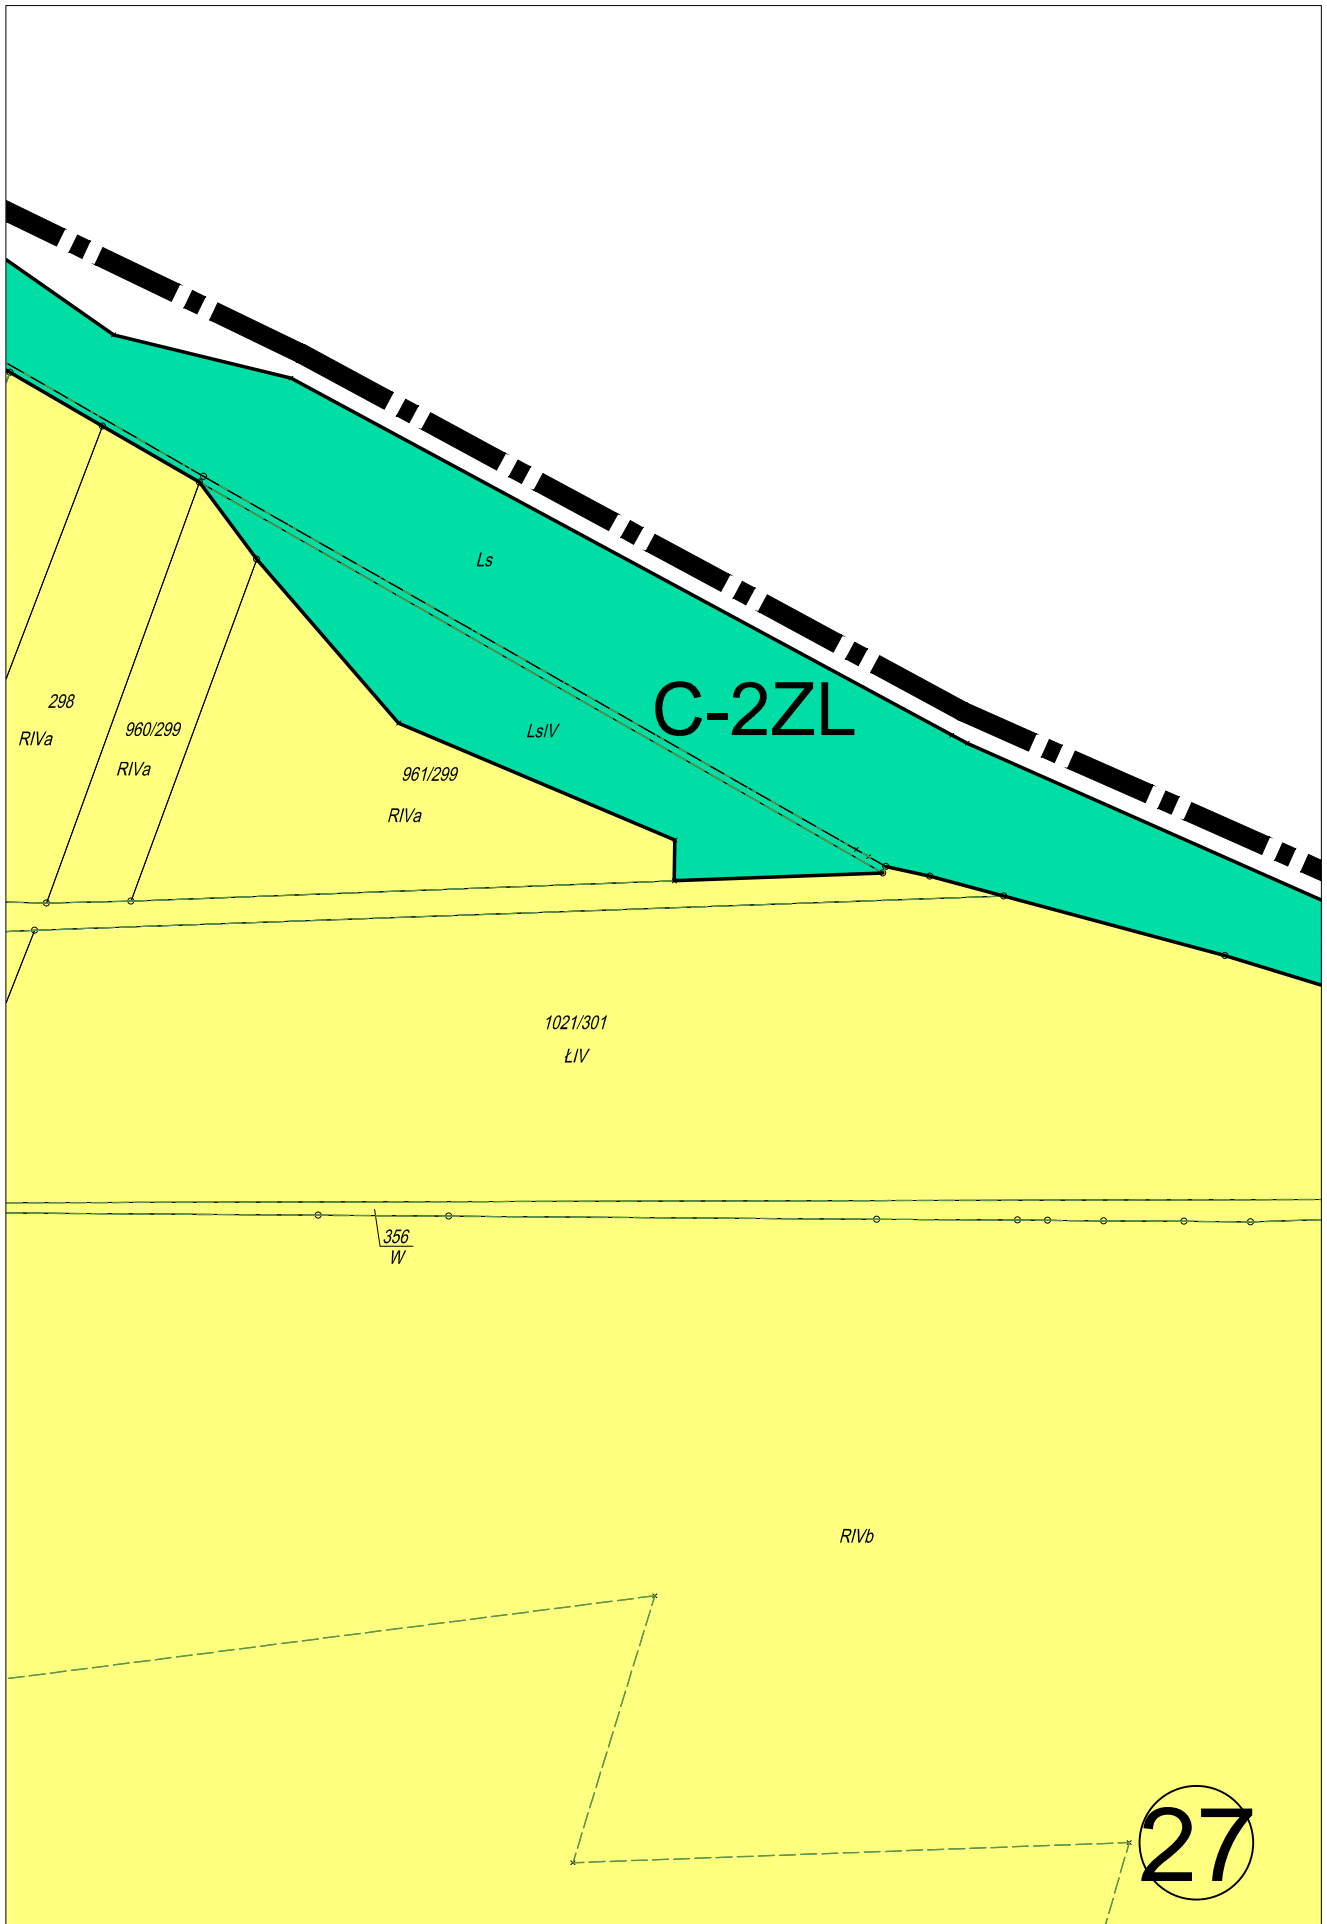 Ls
C-2ZL
298
RIVa
960/299
RIVa
LsIV
961/299
RIVa
1021/301
ŁIV
356
W
RIVb
27